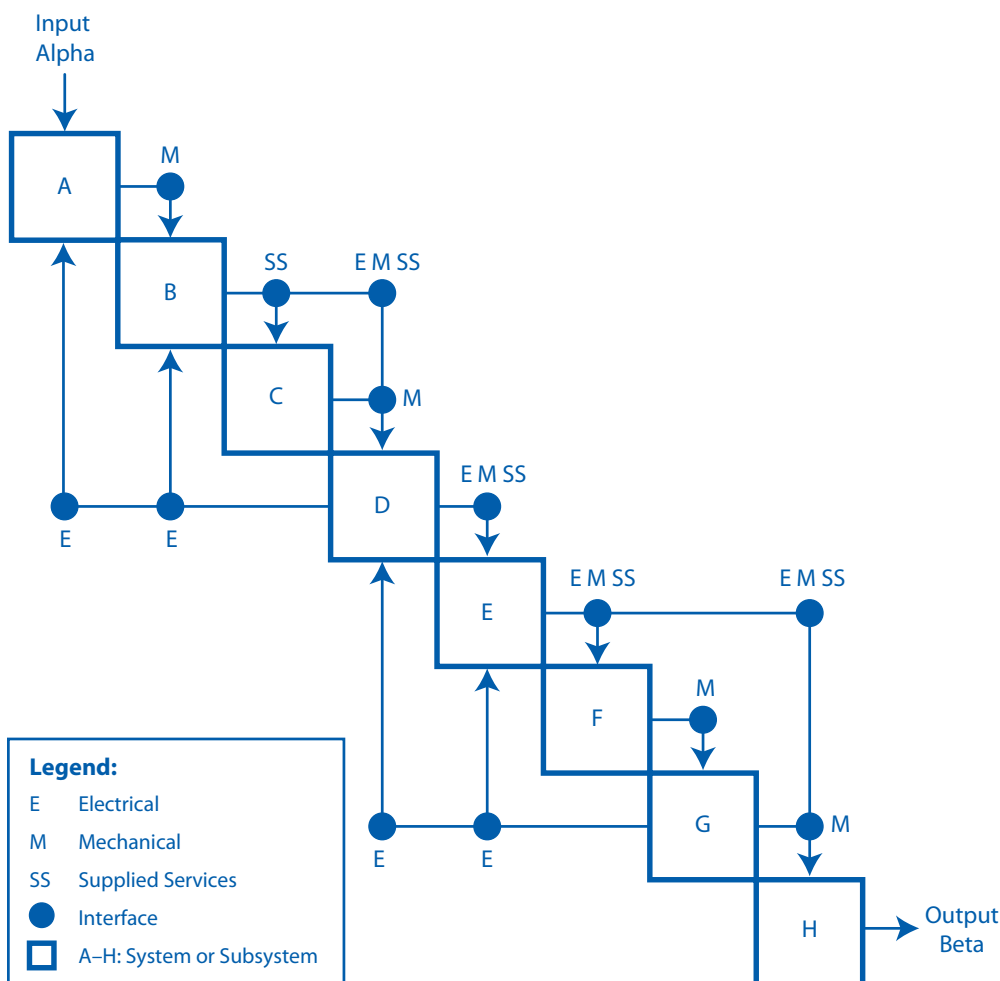 Input
Alpha
A
M
B
SS
E M SS
C
M
D
E M SS
E
E
E
E M SS
E M SS
F
M
G
M
E
E
H
Output
Beta
Legend:
E Electrical
M Mechanical
SS Supplied Services
Interface
A–H: System or Subsystem